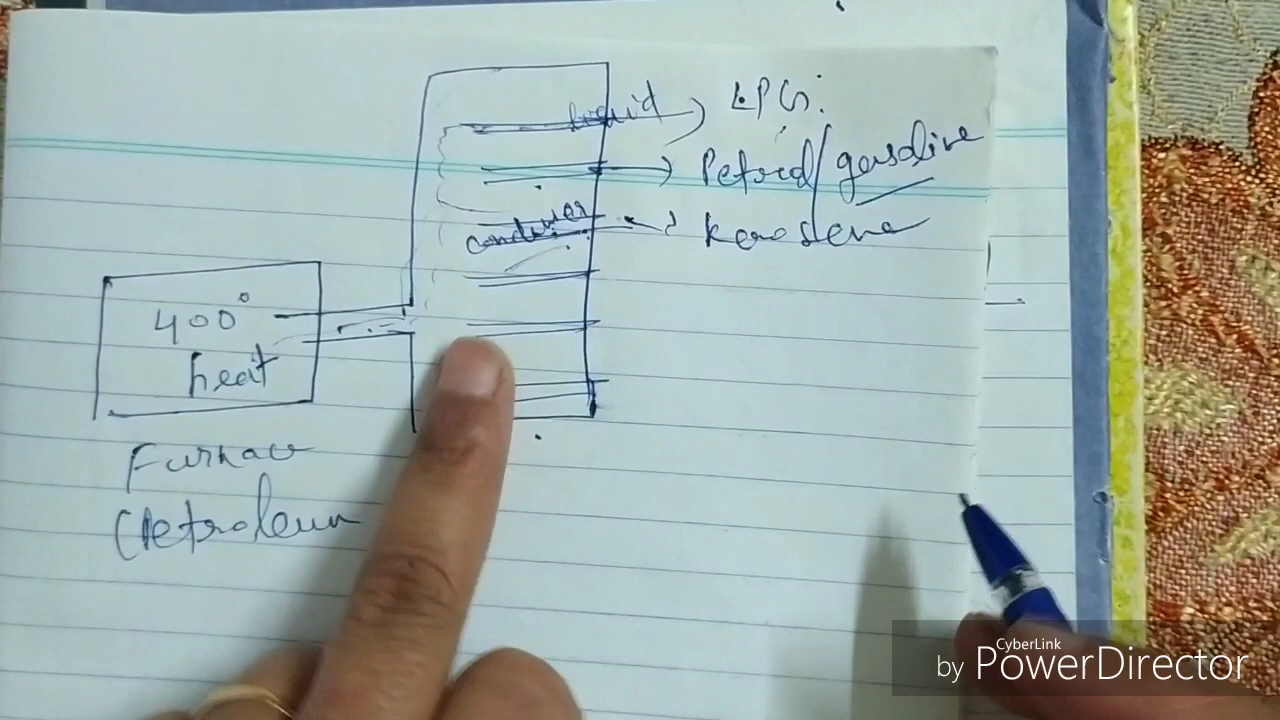 liquid → LPG.
→ Petrol/gasoline
condenser → kerosene
400°
heat
Furnace
(Petroleum
CyberLink
by PowerDirector